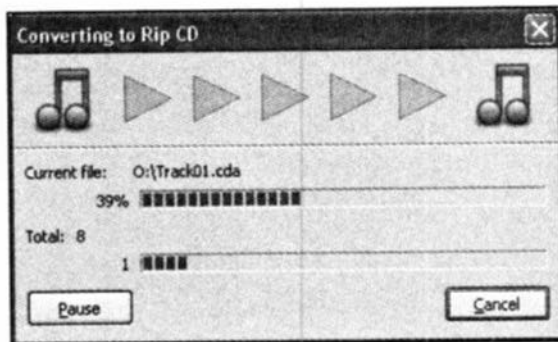 Converting to Rip CD
Current file: O:\Track01.cda
39%
Total: 8
1
Pause Cancel